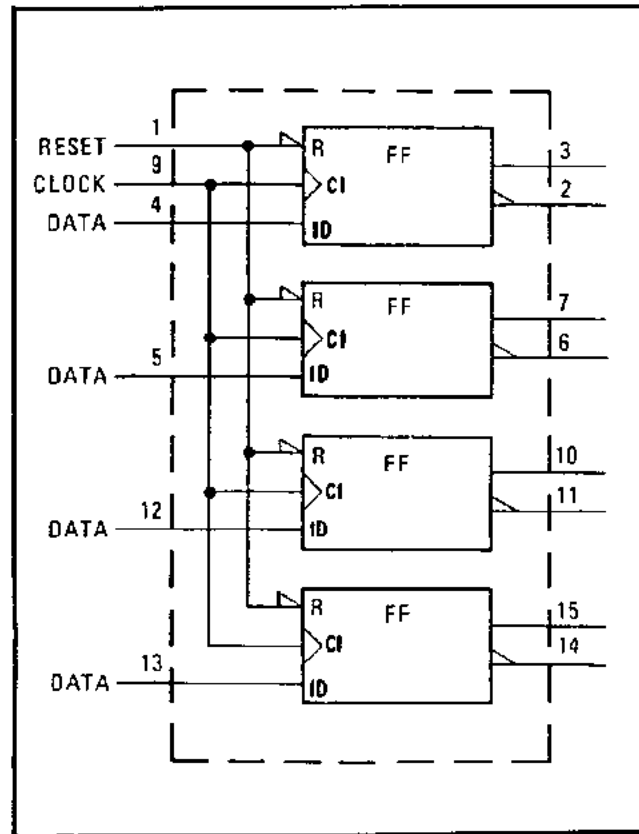 1
RESET
R
FF
3
9
CLOCK
C1
2
4
DATA
1D
R
FF
7
C1
6
5
DATA
1D
R
FF
10
C1
11
12
DATA
1D
R
FF
15
C1
14
13
DATA
1D